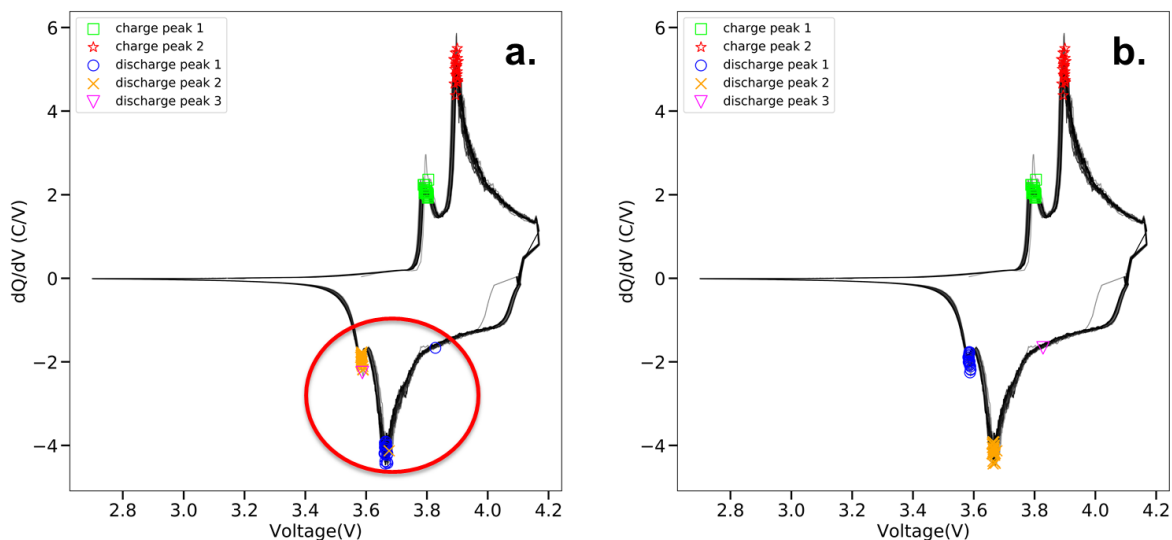 a.
charge peak 1
charge peak 2
discharge peak 1
discharge peak 2
discharge peak 3
dQ/dV (C/V)
6
4
2
0
−2
−4
2.8 3.0 3.2 3.4 3.6 3.8 4.0 4.2
Voltage(V)
b.
charge peak 1
charge peak 2
discharge peak 1
discharge peak 2
discharge peak 3
dQ/dV (C/V)
6
4
2
0
−2
−4
2.8 3.0 3.2 3.4 3.6 3.8 4.0 4.2
Voltage(V)